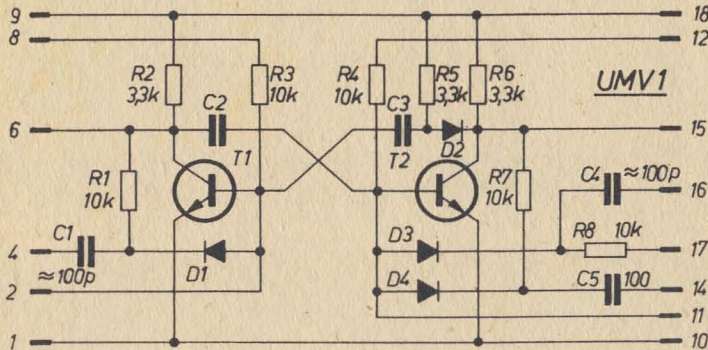 9
18
8
12
R2
3,3k
R3
10k
R4
10k
R5
3,3k
R6
3,3k
UMV1
C2
C3
6
15
T1
T2
D2
R1
10k
R7
10k
C4
≈100p
16
C1
≈100p
4
D1
D3
R8
10k
17
2
D4
C5
100
14
11
1
10